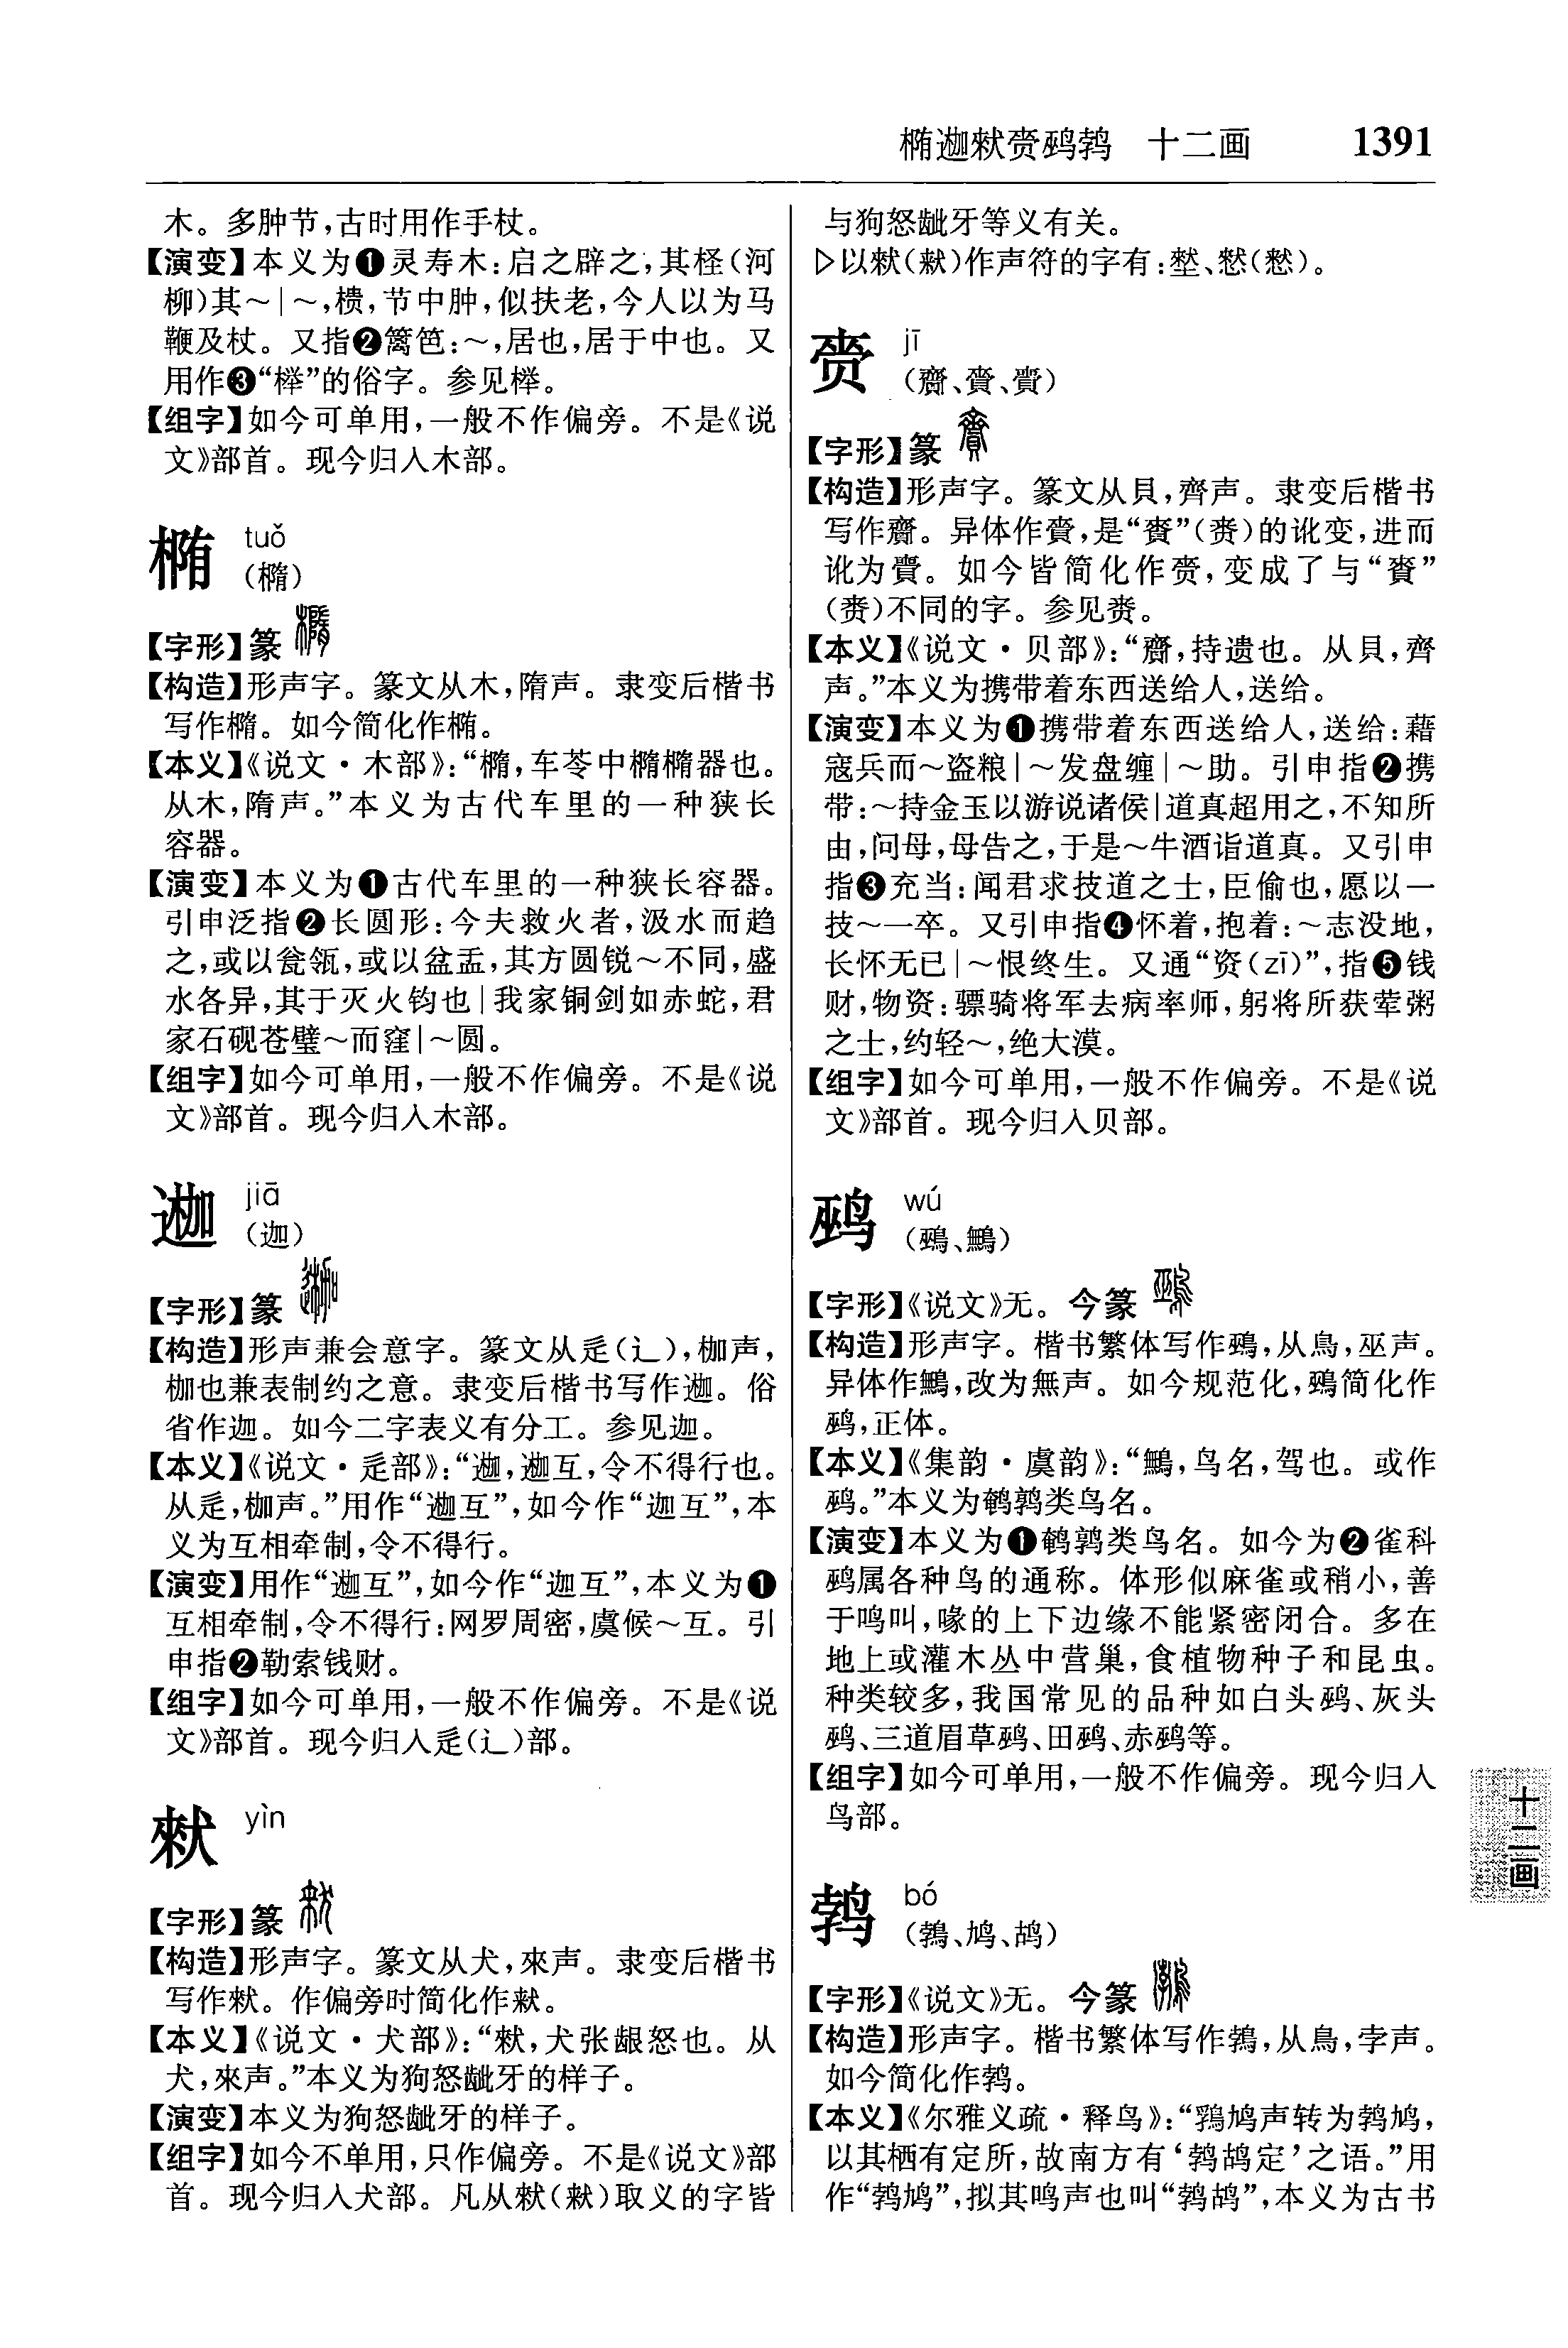 椭迦猌赍鹀鹁　十二画　1391
木。多肿节，古时用作手杖。
【演变】本义为❶灵寿木：启之辟之，其柽（河
柳）其～|～，樻，节中肿，似扶老，今人以为马
鞭及杖。又指❷篱笆：～，居也，居于中也。又
用作❸“榉”的俗字。参见榉。
【组字】如今可单用，一般不作偏旁。不是《说
文》部首。现今归入木部。
椭 tuǒ
（橢）
【字形】篆
【构造】形声字。篆文从木，隋声。隶变后楷书
写作橢。如今简化作椭。
【本义】《说文·木部》：“橢，车笭中橢橢器也。
从木，隋声。”本义为古代车里的一种狭长
容器。
【演变】本义为❶古代车里的一种狭长容器。
引申泛指❷长圆形：今夫救火者，汲水而趋
之，或以瓮瓴，或以盆盂，其方圆锐～不同，盛
水各异，其于灭火钧也|我家铜剑如赤蛇，君
家石砚苍璧～而窪|～圆。
【组字】如今可单用，一般不作偏旁。不是《说
文》部首。现今归入木部。
𨔣 jiā
（迦）
【字形】篆
【构造】形声兼会意字。篆文从辵（辶），枷声，
枷也兼表制约之意。隶变后楷书写作𨔣。俗
省作迦。如今二字表义有分工。参见迦。
【本义】《说文·辵部》：“𨔣，𨔣互，令不得行也。
从辵，枷声。”用作“𨔣互”，如今作“迦互”，本
义为互相牵制，令不得行。
【演变】用作“𨔣互”，如今作“迦互”，本义为❶
互相牵制，令不得行：网罗周密，虞候～互。引
申指❷勒索钱财。
【组字】如今可单用，一般不作偏旁。不是《说
文》部首。现今归入辵（辶）部。
猌 yìn
【字形】篆
【构造】形声字。篆文从犬，來声。隶变后楷书
写作猌。作偏旁时简化作𤞃。
【本义】《说文·犬部》：“猌，犬张龈怒也。从
犬，來声。”本义为狗怒龇牙的样子。
【演变】本义为狗怒龇牙的样子。
【组字】如今不单用，只作偏旁。不是《说文》部
首。现今归入犬部。凡从猌（𤞃）取义的字皆
与狗怒龇牙等义有关。
▷以猌（𤞃）作声符的字有：嶅、憖（慭）。
赍 jī
（齎、賫、賷）
【字形】篆
【构造】形声字。篆文从貝，齊声。隶变后楷书
写作齎。异体作賫，是“賚”（赉）的讹变，进而
讹为賷。如今皆简化作赍，变成了与“賚”
（赉）不同的字。参见赉。
【本义】《说文·贝部》：“齎，持遗也。从貝，齊
声。”本义为携带着东西送给人，送给。
【演变】本义为❶携带着东西送给人，送给：藉
寇兵而～盗粮|～发盘缠|～助。引申指❷携
带：～持金玉以游说诸侯|道真超用之，不知所
由，问母，母告之，于是～牛酒诣道真。又引申
指❸充当：闻君求技道之士，臣偷也，愿以一
技～一卒。又引申指❹怀着，抱着：～志没地，
长怀无已|～恨终生。又通“资（zī）”，指❺钱
财，物资：骠骑将军去病率师，躬将所获荤粥
之士，约轻～，绝大漠。
【组字】如今可单用，一般不作偏旁。不是《说
文》部首。现今归入贝部。
鹀 wú
（鵐、鷡）
【字形】《说文》无。今篆
【构造】形声字。楷书繁体写作鵐，从鳥，巫声。
异体作鷡，改为無声。如今规范化，鵐简化作
鹀，正体。
【本义】《集韵·虞韵》：“鷡，鸟名，鴽也。或作
鹀。”本义为鹌鹑类鸟名。
【演变】本义为❶鹌鹑类鸟名。如今为❷雀科
鹀属各种鸟的通称。体形似麻雀或稍小，善
于鸣叫，喙的上下边缘不能紧密闭合。多在
地上或灌木丛中营巢，食植物种子和昆虫。
种类较多，我国常见的品种如白头鹀、灰头
鹀、三道眉草鹀、田鹀、赤鹀等。
【组字】如今可单用，一般不作偏旁。现今归入
鸟部。
鹁 bó
（鵓、鸠、鸪）
【字形】《说文》无。今篆
【构造】形声字。楷书繁体写作鵓，从鳥，孛声。
如今简化作鹁。
【本义】《尔雅义疏·释鸟》：“鶏鸠声转为鹁鸠，
以其栖有定所，故南方有‘鹁鸪定’之语。”用
作“鹁鸠”，拟其鸣声也叫“鹁鸪”，本义为古书
十二画